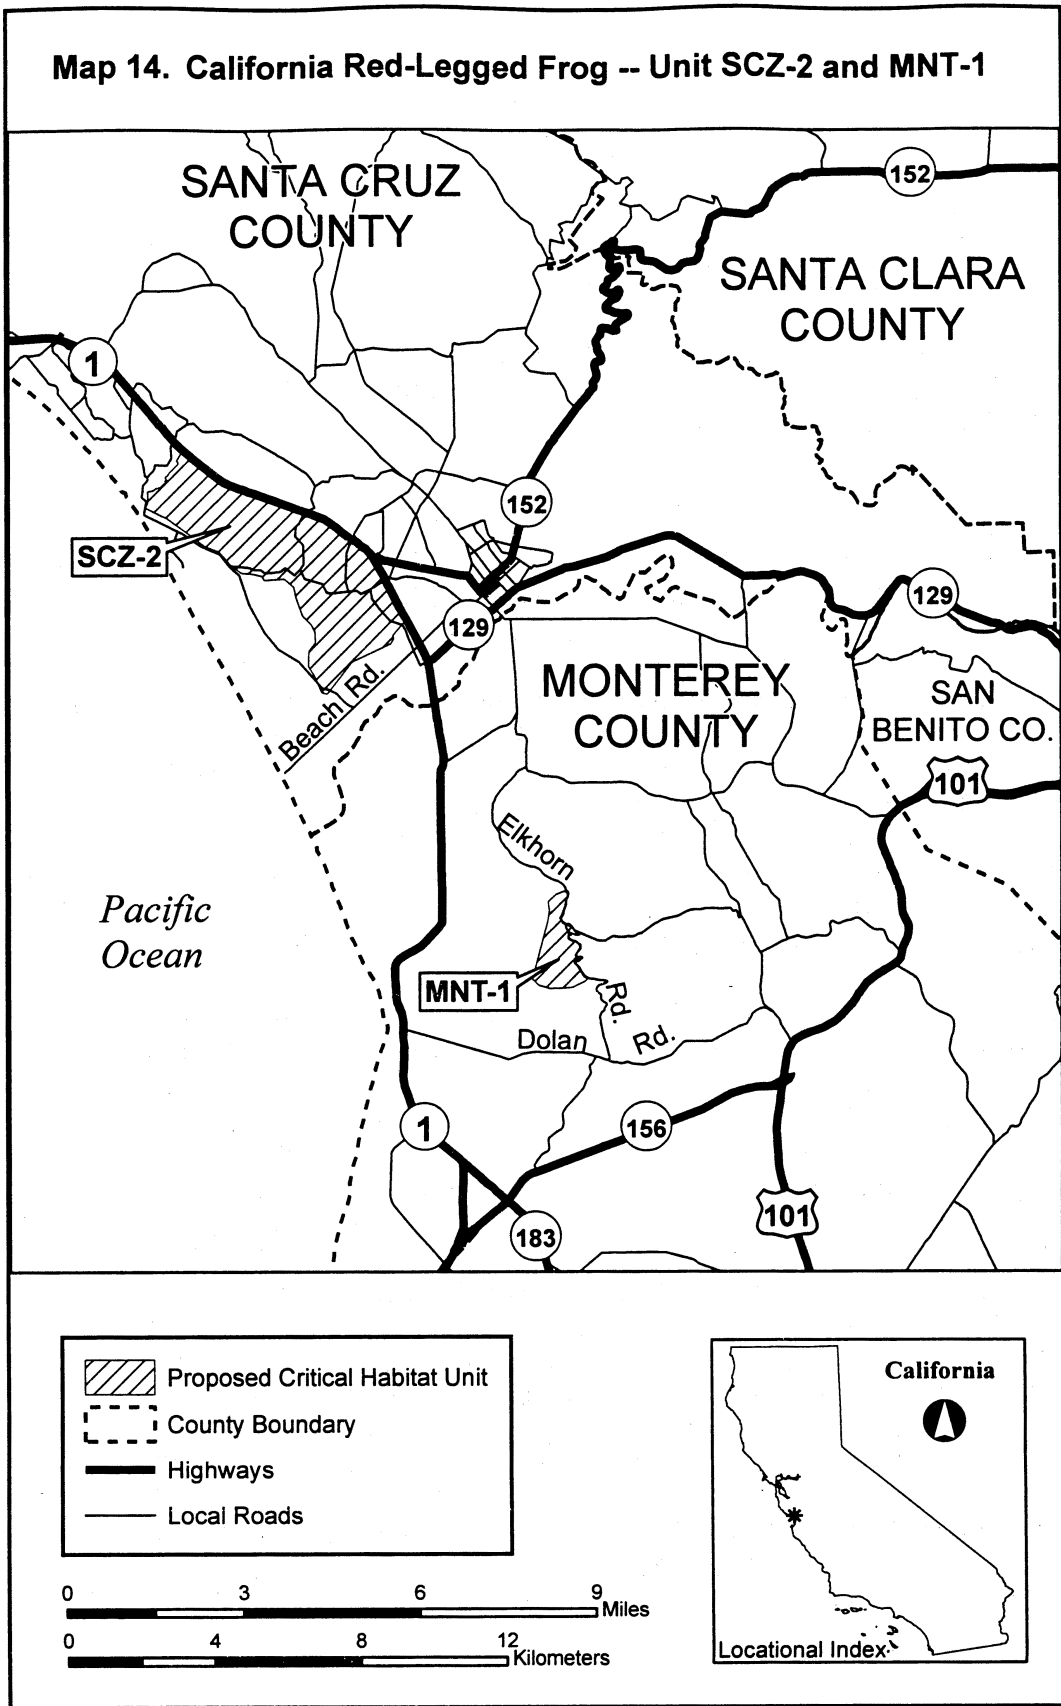 Map 14. California Red-Legged Frog -- Unit SCZ-2 and MNT-1
SANTA CRUZ
COUNTY
152
SANTA CLARA
COUNTY
1
152
SCZ-2
129
129
MONTEREY
COUNTY
SAN
BENITO CO.
Beach Rd.
101
Elkhorn
Pacific
Ocean
MNT-1
Rd.
Dolan Rd.
1
156
101
183
Proposed Critical Habitat Unit
County Boundary
Highways
Local Roads
0 3 6 9
Miles
0 4 8 12
Kilometers
California
Locational Index